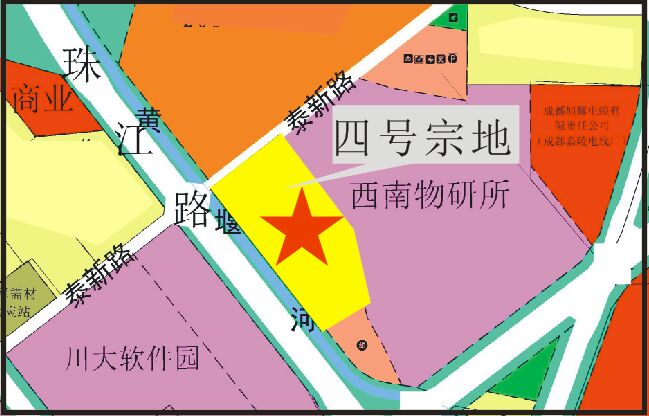 珠
江
路
商业
黄
堰
河
泰新路
四号宗地
西南物研所
成都旭耀电缆有
限责任公司
(成都嘉陵电线厂)
泰新路
川大软件园